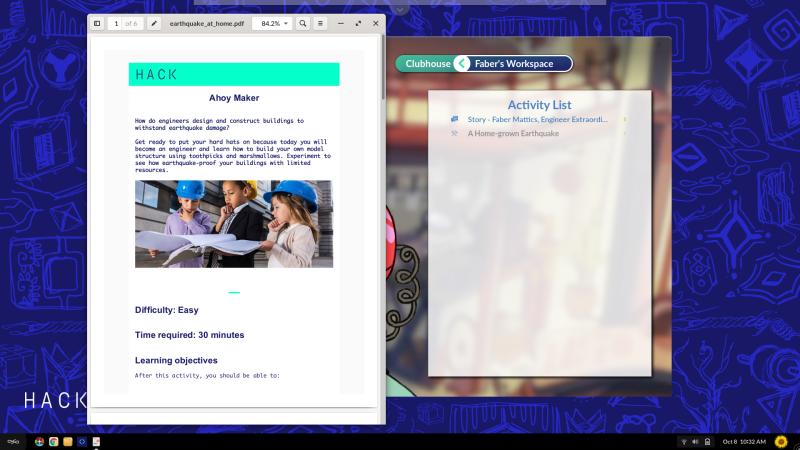 1 of 6
earthquake_at_home.pdf
84.2%
HACK
Ahoy Maker
How do engineers design and construct buildings to
withstand earthquake damage?
Get ready to put your hard hats on because today you will
become an engineer and learn how to build your own model
structure using toothpicks and marshmallows. Experiment to
see how earthquake-proof your buildings with limited
resources.
Difficulty: Easy
Time required: 30 minutes
Learning objectives
After this activity, you should be able to:
Clubhouse
Faber's Workspace
Activity List
Story - Faber Mattics, Engineer Extraordi...
A Home-grown Earthquake
HACK
Oct 8 10:32 AM